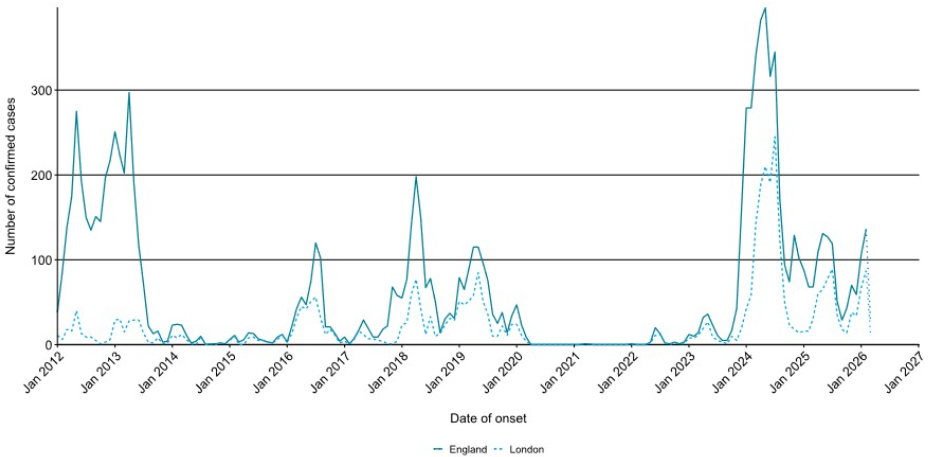 Number of confirmed cases
300
200
100
0
Jan 2012
Jan 2013
Jan 2014
Jan 2015
Jan 2016
Jan 2017
Jan 2018
Jan 2019
Jan 2020
Jan 2021
Jan 2022
Jan 2023
Jan 2024
Jan 2025
Jan 2026
Jan 2027
Date of onset
England London